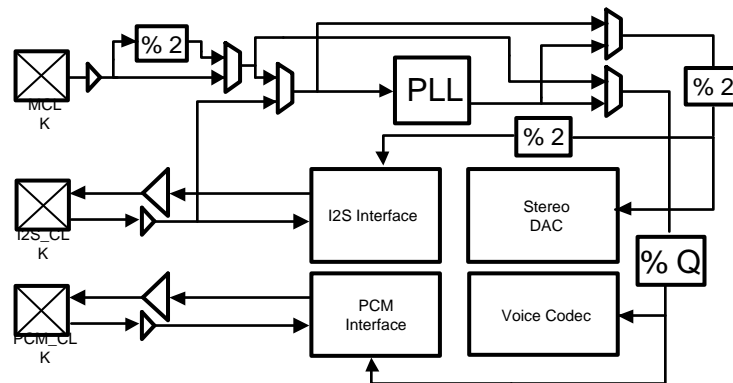 % 2
MCL
K
PLL
% 2
% 2
I2S_CL
K
I2S Interface
Stereo
DAC
% Q
PCM_CL
K
PCM
Interface
Voice Codec